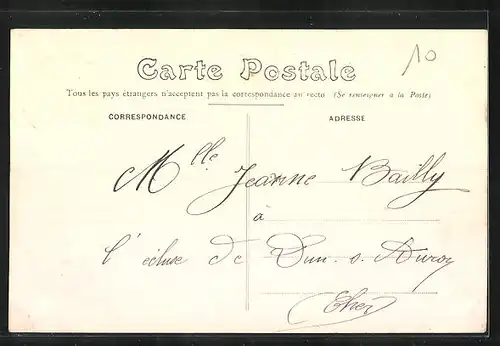 10
Carte Postale
Tous les pays étrangers n'acceptent pas la correspondance au recto (Se renseigner à la Poste)
CORRESPONDANCE
ADRESSE
Mlle Jeanne Bailly
à
l'écluse de Dun-s-Auron
(Cher)